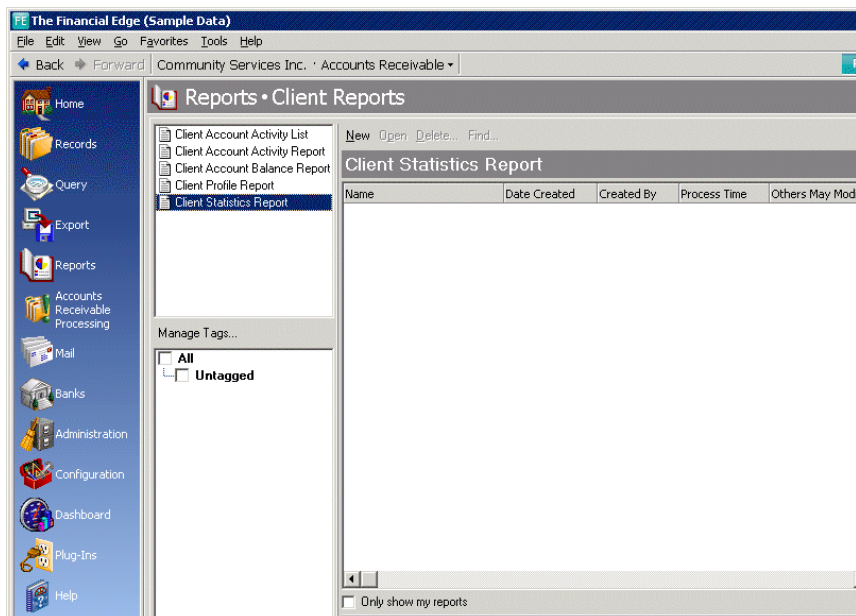 FE The Financial Edge (Sample Data)
File Edit View Go Favorites Tools Help
Back Forward Community Services Inc. · Accounts Receivable
Home
Records
Query
Export
Reports
Accounts
Receivable
Processing
Mail
Banks
Administration
Configuration
Dashboard
Plug-Ins
Help
Reports • Client Reports
Client Account Activity List
Client Account Activity Report
Client Account Balance Report
Client Profile Report
Client Statistics Report
Manage Tags...
All
Untagged
New Open Delete... Find...
Client Statistics Report
Name Date Created Created By Process Time Others May Mod
Only show my reports